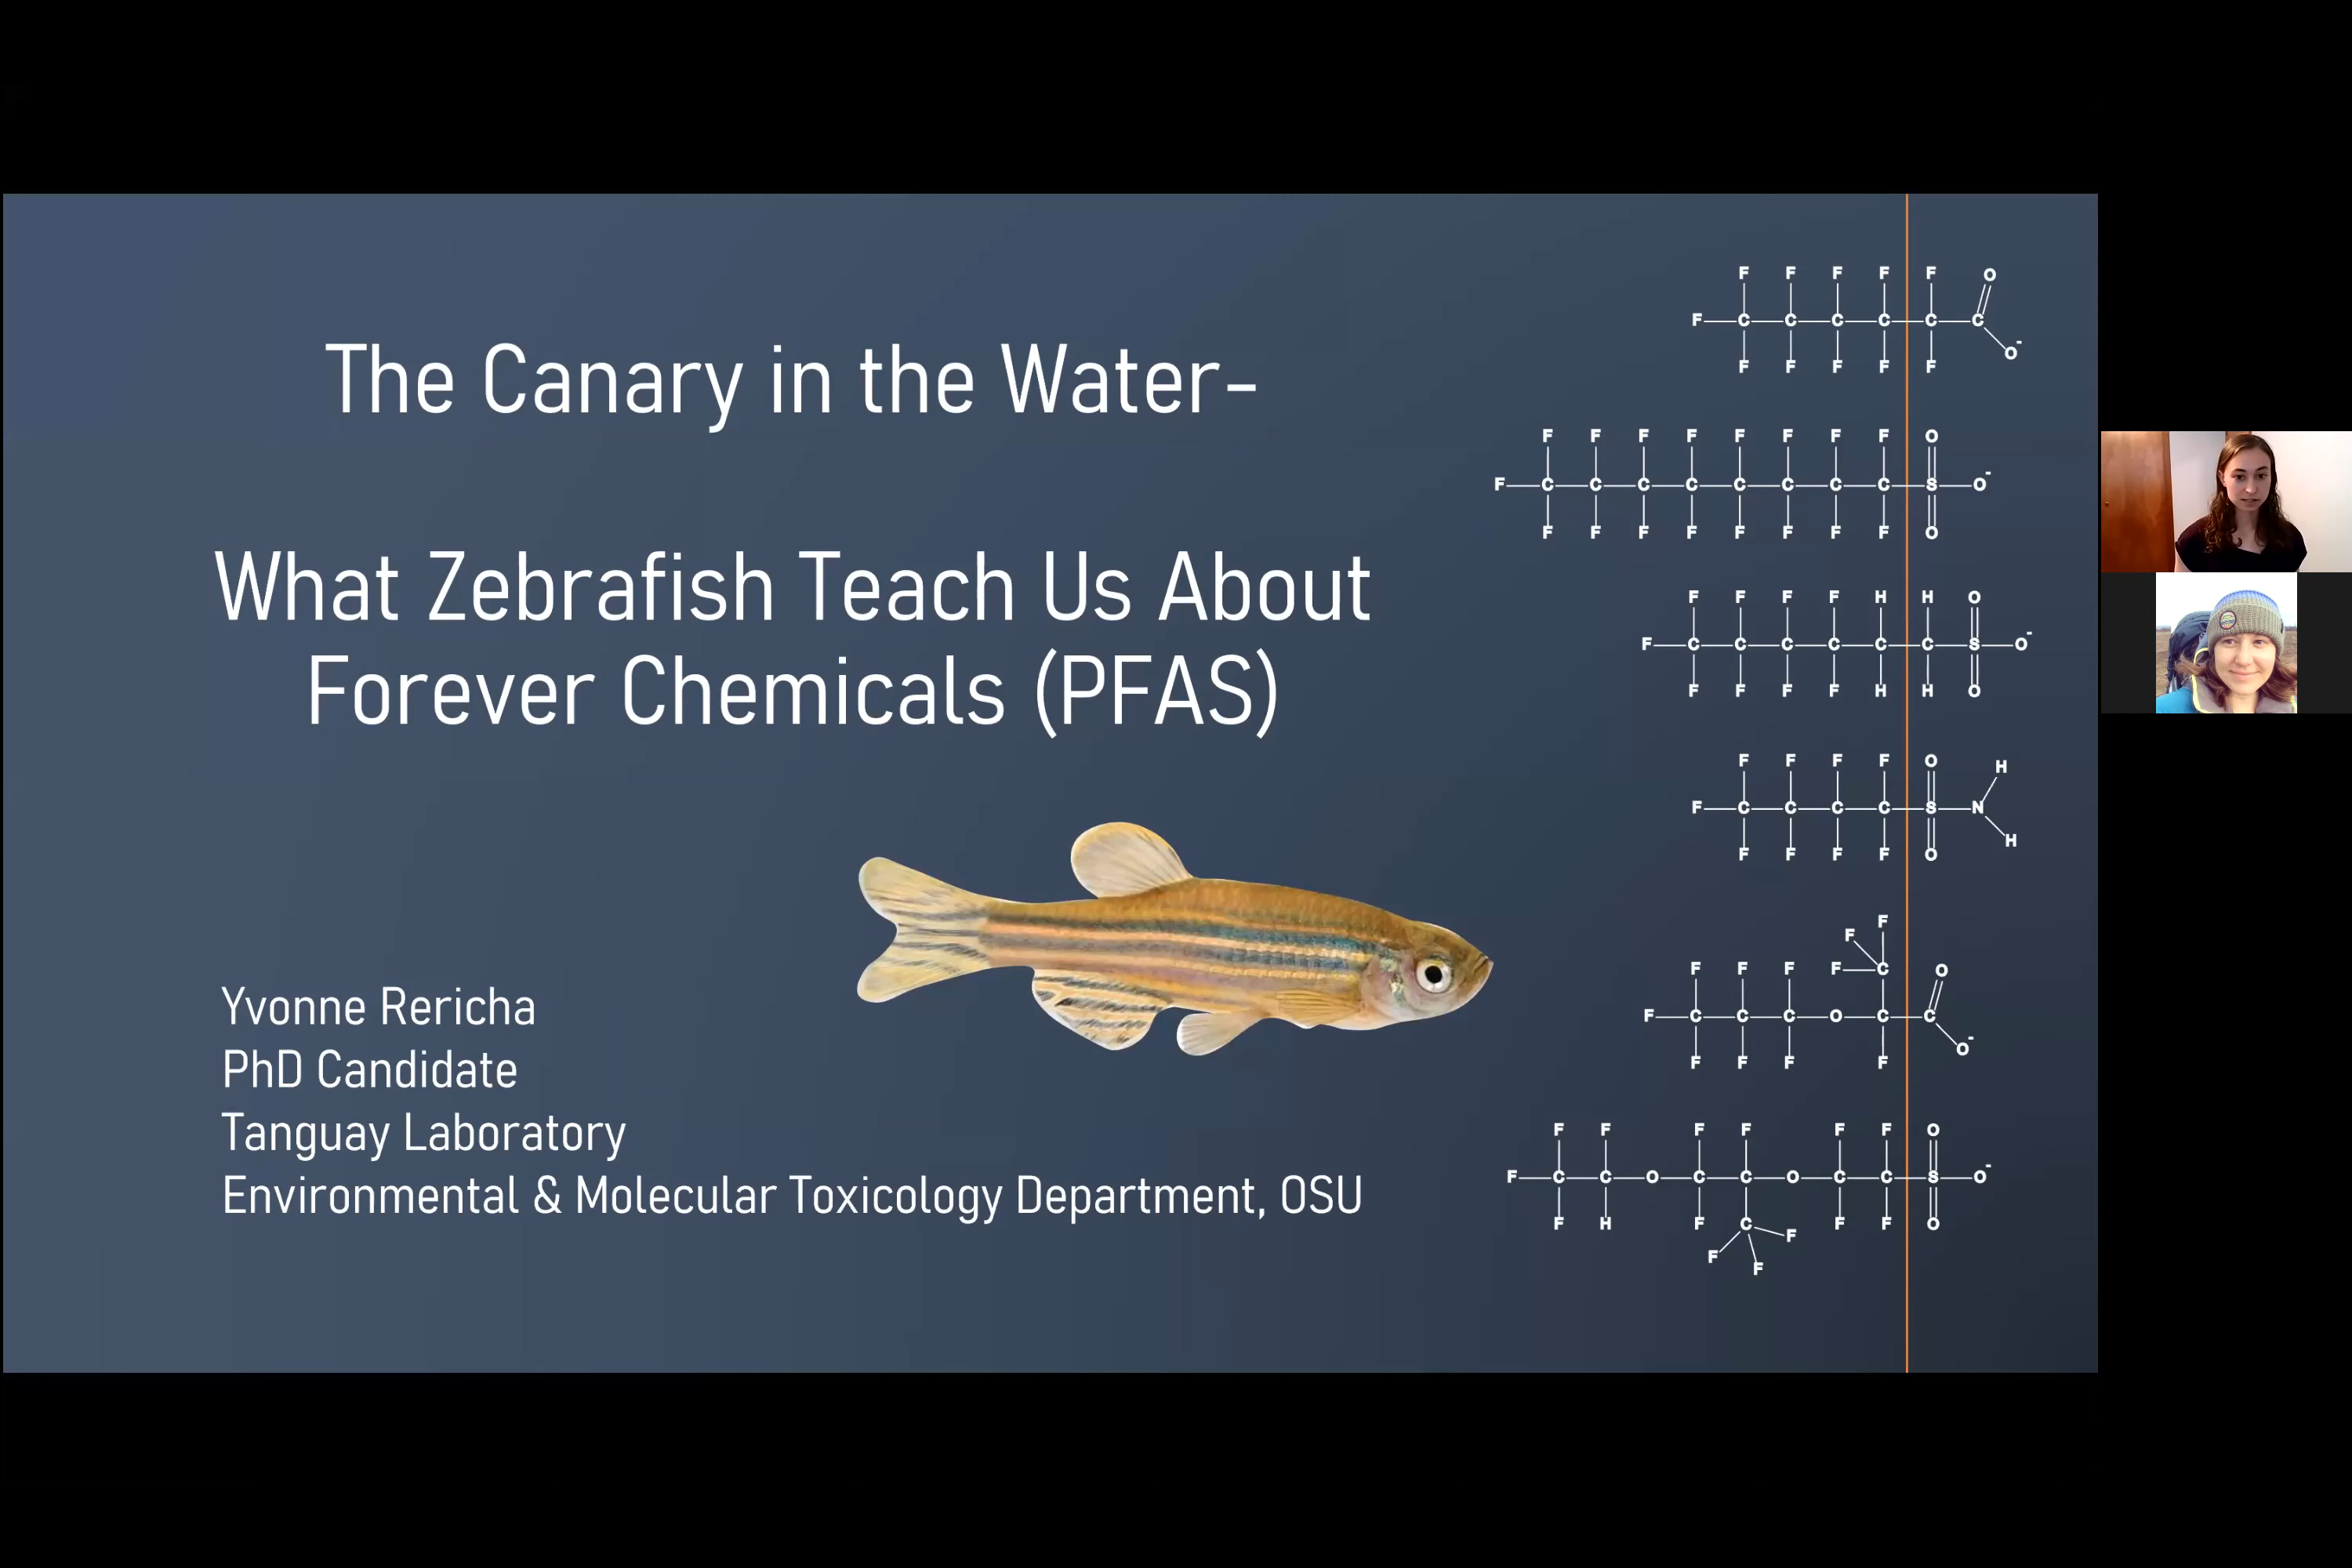 The Canary in the Water-
What Zebrafish Teach Us About
Forever Chemicals (PFAS)
Yvonne Rericha
PhD Candidate
Tanguay Laboratory
Environmental & Molecular Toxicology Department, OSU
F F F F F O
F C C C C C C
F F F F F O-
F F F F F F F F O
F C C C C C C C C S O-
F F F F F F F F O
F F F F H H O
F C C C C C C S O-
F F F F H H O
F F F F O H
F C C C C S N
F F F F O H
F F
F F F F C O
F C C C O C C
F F F F O-
F F F F F F O
F C C O C C O C C S O-
F H F C F F F O
F F